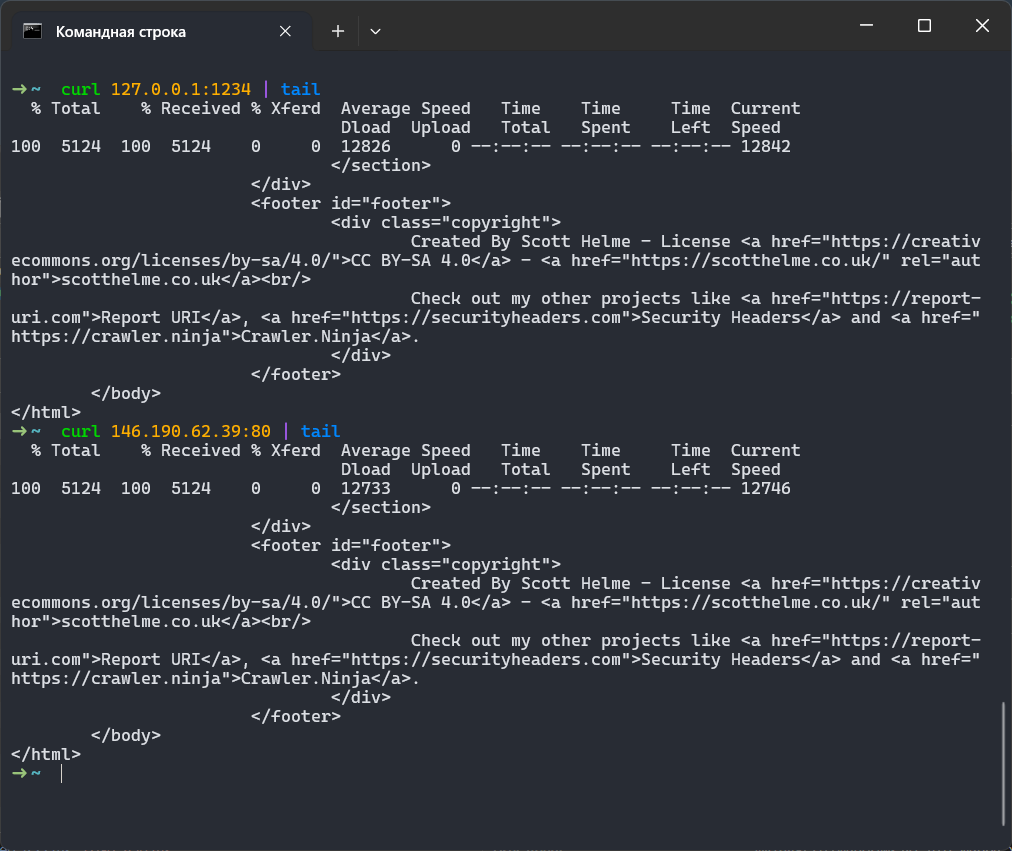 Командная строка
→ ~ curl 127.0.0.1:1234 | tail
% Total % Received % Xferd Average Speed Time Time Time Current
Dload Upload Total Spent Left Speed
100 5124 100 5124 0 0 12826 0 --:--:-- --:--:-- --:--:-- 12842
</section>
</div>
<footer id="footer">
<div class="copyright">
Created By Scott Helme - License <a href="https://creativ
ecommons.org/licenses/by-sa/4.0/">CC BY-SA 4.0</a> - <a href="https://scotthelme.co.uk/" rel="aut
hor">scotthelme.co.uk</a><br/>
Check out my other projects like <a href="https://report-
uri.com">Report URI</a>, <a href="https://securityheaders.com">Security Headers</a> and <a href="
https://crawler.ninja">Crawler.Ninja</a>.
</div>
</footer>
</body>
</html>
→ ~ curl 146.190.62.39:80 | tail
% Total % Received % Xferd Average Speed Time Time Time Current
Dload Upload Total Spent Left Speed
100 5124 100 5124 0 0 12733 0 --:--:-- --:--:-- --:--:-- 12746
</section>
</div>
<footer id="footer">
<div class="copyright">
Created By Scott Helme - License <a href="https://creativ
ecommons.org/licenses/by-sa/4.0/">CC BY-SA 4.0</a> - <a href="https://scotthelme.co.uk/" rel="aut
hor">scotthelme.co.uk</a><br/>
Check out my other projects like <a href="https://report-
uri.com">Report URI</a>, <a href="https://securityheaders.com">Security Headers</a> and <a href="
https://crawler.ninja">Crawler.Ninja</a>.
</div>
</footer>
</body>
</html>
→ ~